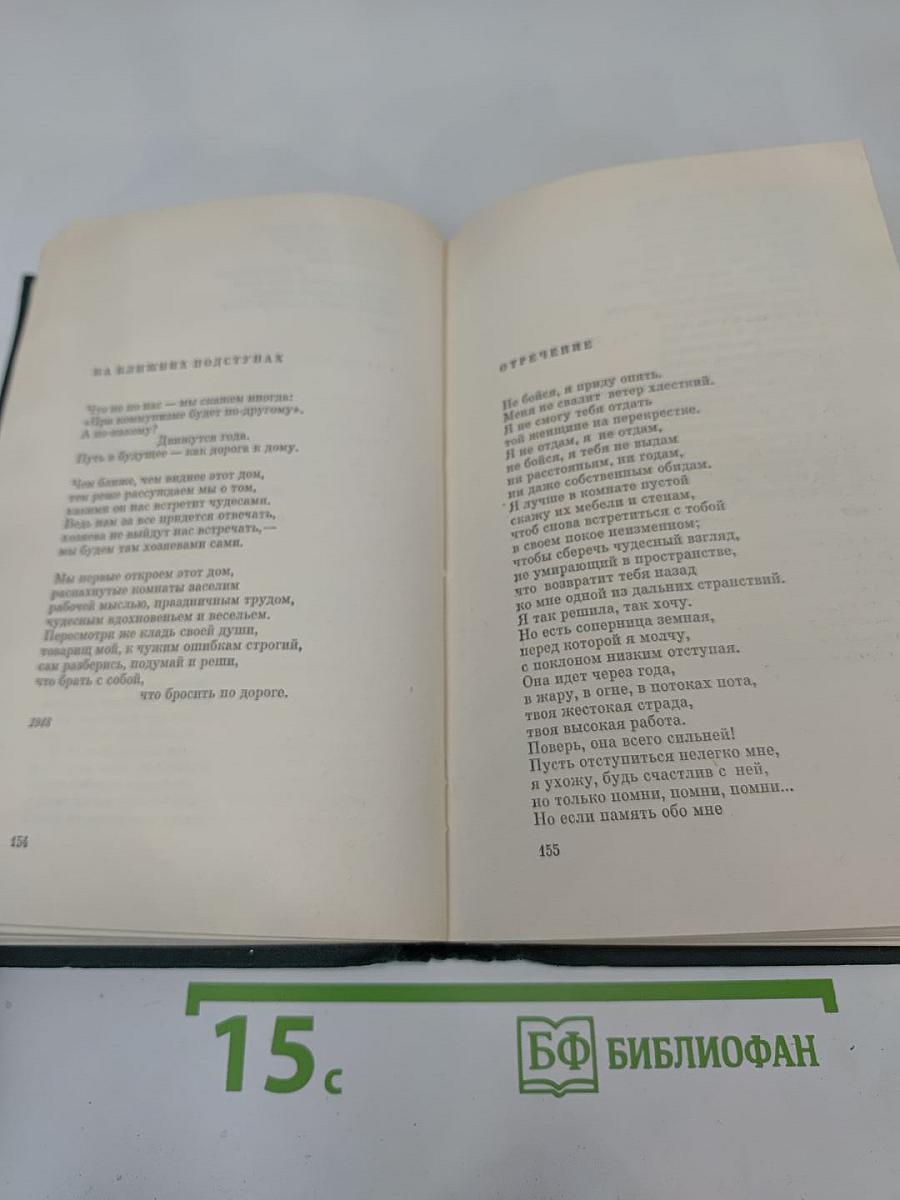 НА БЛИЖНИХ ПОДСТУПАХ
Что не по нас — мы скажем иногда:
«При коммунизме будет по-другому».
А по-какому?
Двинутся года.
Путь в будущее — как дорога к дому.
Чем ближе, чем виднее этот дом,
тем реже рассуждаем мы о том,
какими он нас встретит чудесами.
Ведь нам за все придется отвечать,
хозяева не выйдут нас встречать,—
мы будем там хозяевами сами.
Мы первые откроем этот дом,
распахнутые комнаты заселим
рабочей мыслью, праздничным трудом,
чудесным вдохновеньем и весельем.
Пересмотри же кладь своей души,
товарищ мой, к чужим ошибкам строгий,
сам разберись, подумай и реши,
что брать с собой,
что бросить по дороге.
1948
154
ОТРЕЧЕНИЕ
Не бойся, я приду опять.
Меня не свалит ветер хлесткий.
Я не смогу тебя отдать
той женщине на перекрестке.
Я не отдам, я не отдам,
не бойся, я тебя не выдам
ни расстояньям, ни годам,
ни даже собственным обидам.
Я лучше в комнате пустой
скажу их мебели и стенам,
чтоб снова встретиться с тобой
в своем покое неизменном;
чтобы сберечь чудесный взгляд,
не умирающий в пространстве,
что возвратит тебя назад
ко мне одной из дальних странствий.
Я так решила, так хочу.
Но есть соперница земная,
перед которой я молчу,
с поклоном низким отступая.
Она идет через года,
в жару, в огне, в потоках пота,
твоя жестокая страда,
твоя высокая работа.
Поверь, она всего сильней!
Пусть отступиться нелегко мне,
я ухожу, будь счастлив с ней,
но только помни, помни, помни...
Но если память обо мне
155
15 с
БФ БИБЛИОФАН